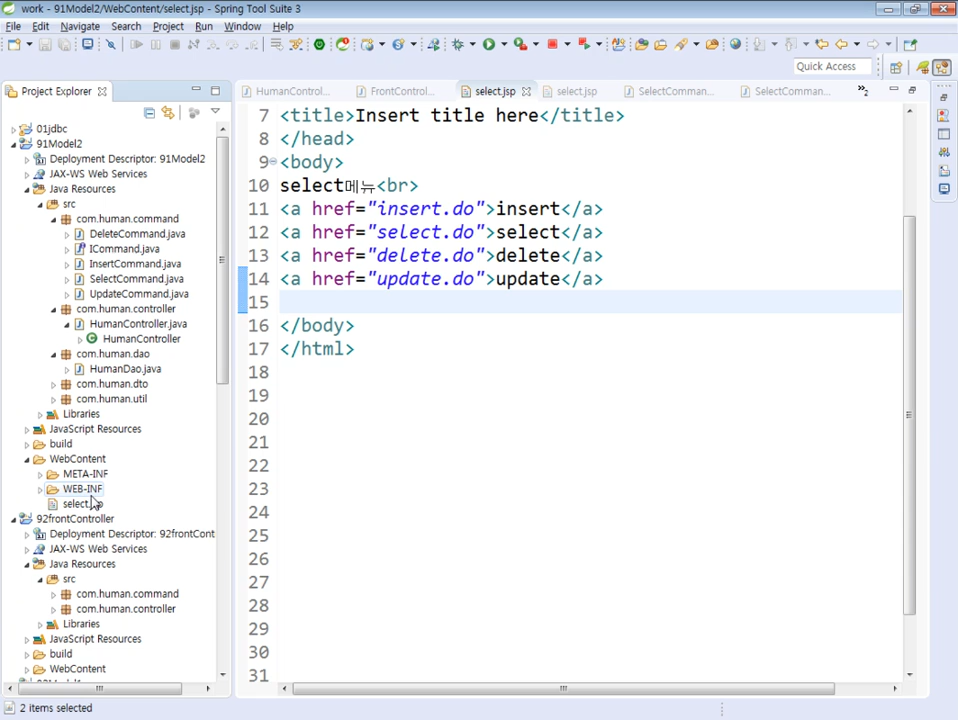 work - 91Model2/WebContent/select.jsp - Spring Tool Suite 3
File Edit Navigate Search Project Run Window Help
Quick Access
Project Explorer
HumanControl...
FrontControl...
select.jsp
select.jsp
SelectComman...
SelectComman...
»2
01jdbc
91Model2
Deployment Descriptor: 91Model2
JAX-WS Web Services
Java Resources
src
com.human.command
DeleteCommand.java
ICommand.java
InsertCommand.java
SelectCommand.java
UpdateCommand.java
com.human.controller
HumanController.java
HumanController
com.human.dao
HumanDao.java
com.human.dto
com.human.util
Libraries
JavaScript Resources
build
WebContent
META-INF
WEB-INF
92frontController
Deployment Descriptor: 92frontCont
JAX-WS Web Services
Java Resources
src
com.human.command
com.human.controller
Libraries
JavaScript Resources
build
WebContent
7 <title>Insert title here</title>
8 </head>
9 <body>
10 select메뉴<br>
11 <a href="insert.do">insert</a>
12 <a href="select.do">select</a>
13 <a href="delete.do">delete</a>
14 <a href="update.do">update</a>
15
16 </body>
17 </html>
18
19
20
21
22
23
24
25
26
27
28
29
30
31
2 items selected